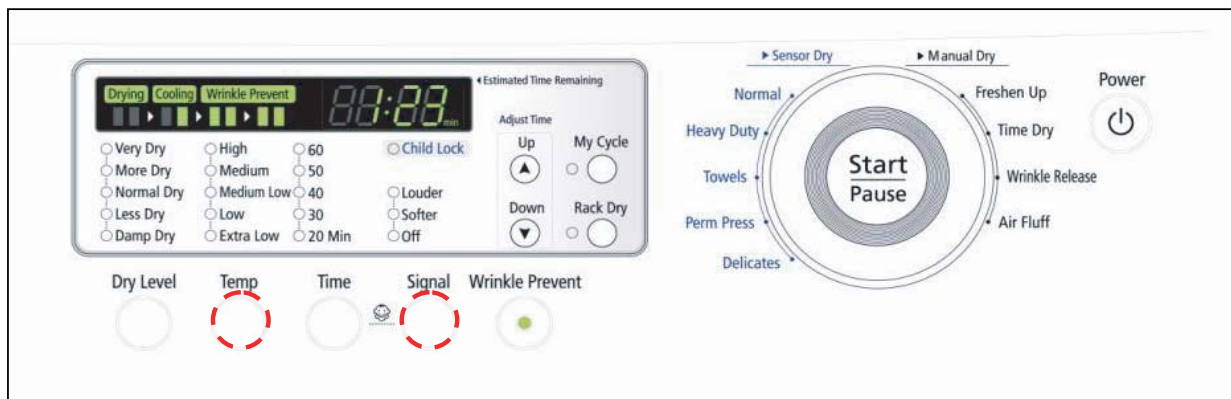 Drying Cooling Wrinkle Prevent
1:23 min
Estimated Time Remaining
Very Dry
More Dry
Normal Dry
Less Dry
Damp Dry
High
Medium
Medium Low
Low
Extra Low
60
50
40
30
20 Min
Child Lock
Louder
Softer
Off
Adjust Time
Up
Down
My Cycle
Rack Dry
Dry Level
Temp
Time
Signal
Wrinkle Prevent
Sensor Dry
Normal
Heavy Duty
Towels
Perm Press
Delicates
Start
Pause
Manual Dry
Freshen Up
Time Dry
Wrinkle Release
Air Fluff
Power